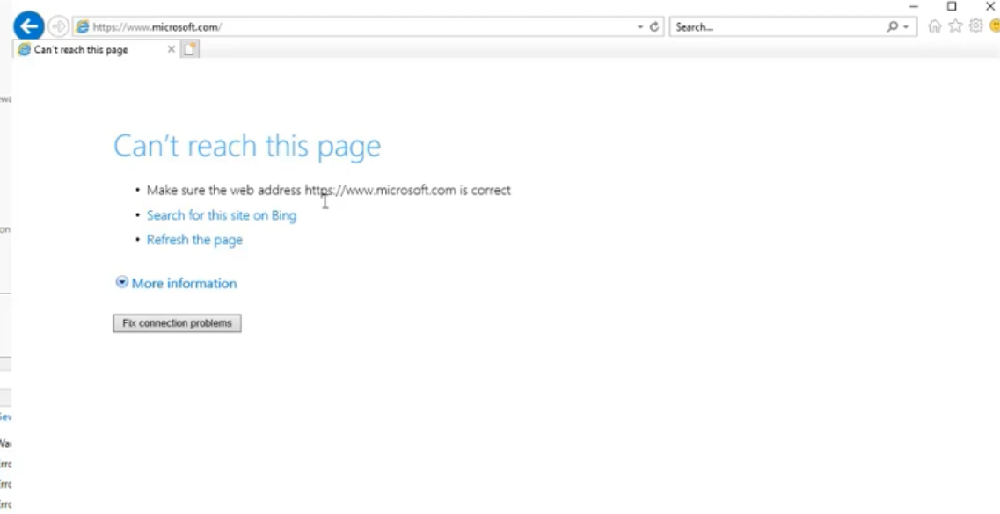 https://www.microsoft.com/
Search...
Can't reach this page
Can't reach this page
• Make sure the web address https://www.microsoft.com is correct
• Search for this site on Bing
• Refresh the page
More information
Fix connection problems